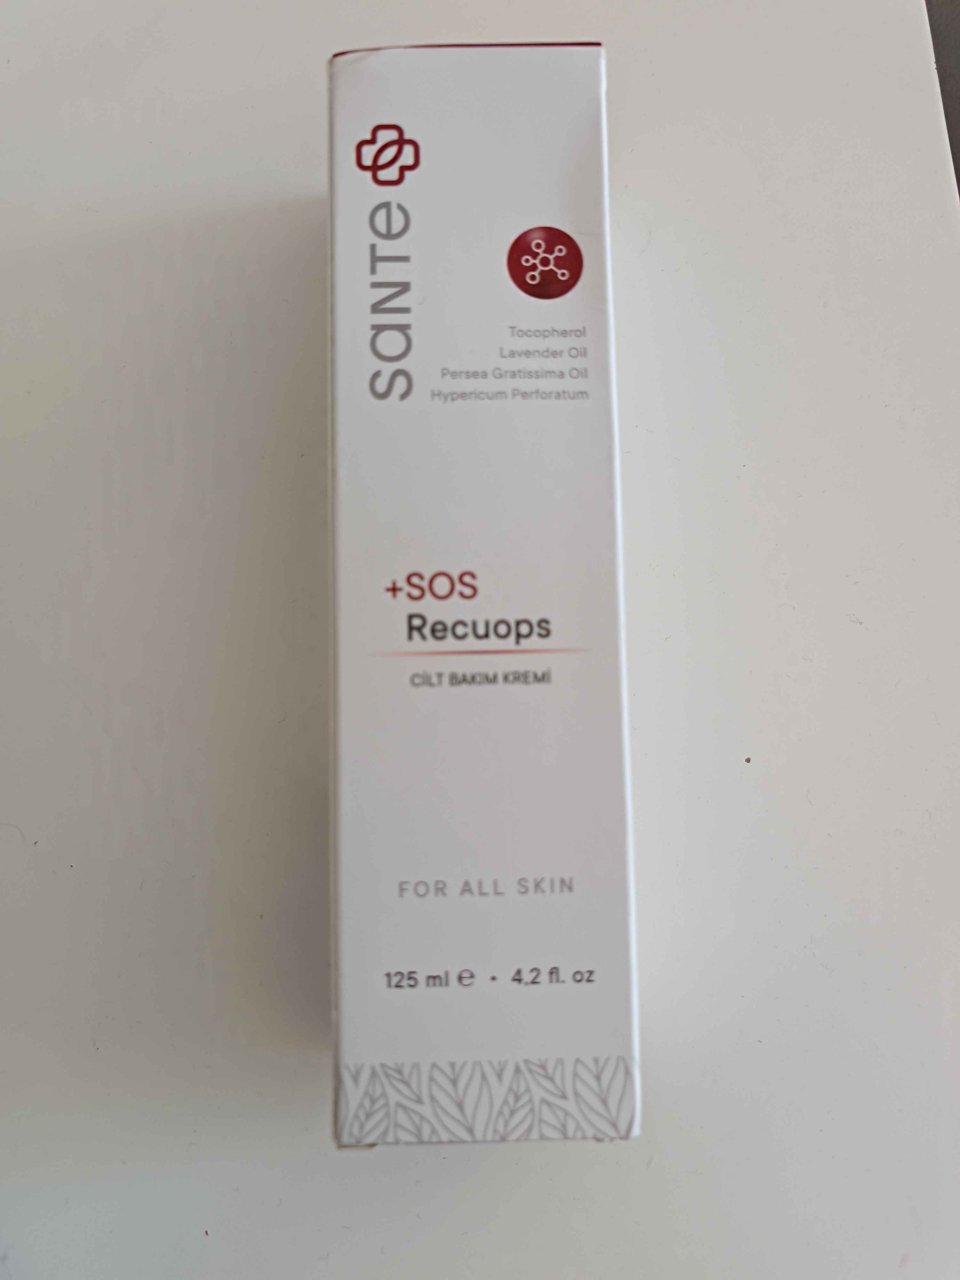 SANTE
Tocopherol
Lavender Oil
Persea Gratissima Oil
Hypericum Perforatum
+SOS
Recuops
CİLT BAKIM KREMİ
FOR ALL SKIN
125 ml ℮ • 4,2 fl. oz